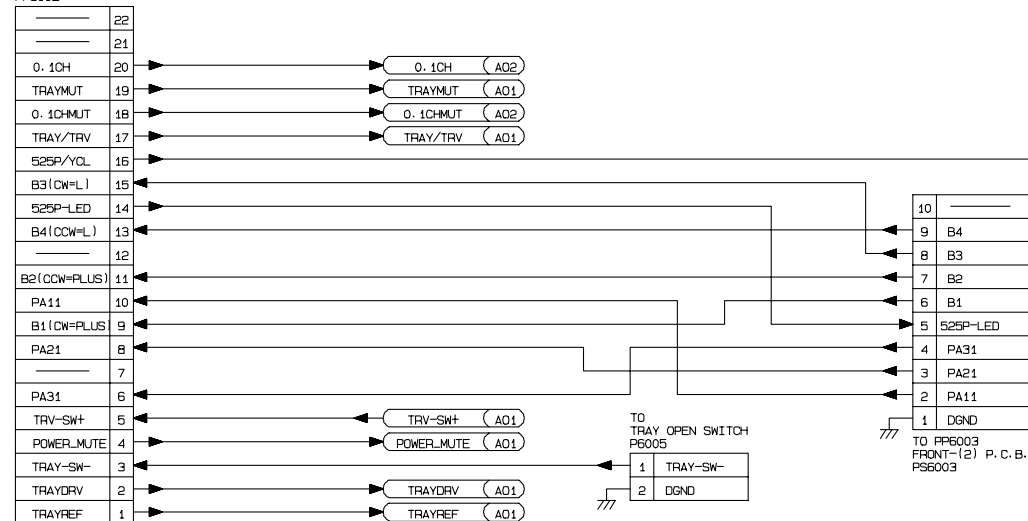 22
21
0.1CH 20 0.1CH A02
TRAYMUT 19 TRAYMUT A01
0.1CHMUT 18 0.1CHMUT A02
TRAY/TRV 17 TRAY/TRV A01
525P/YCL 16
B3(CW=L) 15
525P-LED 14
B4(CCW=L) 13
12
B2(CCW=PLUS) 11
PA11 10
B1(CW=PLUS 9
PA21 8
7
PA31 6
TRV-SW+ 5 TRV-SW+ A01
POWER_MUTE 4 POWER_MUTE A01
TRAY-SW- 3
TRAYDRV 2 TRAYDRV A01
TRAYREF 1 TRAYREF A01
TO
TRAY OPEN SWITCH
P6005
1 TRAY-SW-
2 DGND
10
9 B4
8 B3
7 B2
6 B1
5 525P-LED
4 PA31
3 PA21
2 PA11
1 DGND
TO PP6003
FRONT-(2) P.C.B.
PS6003